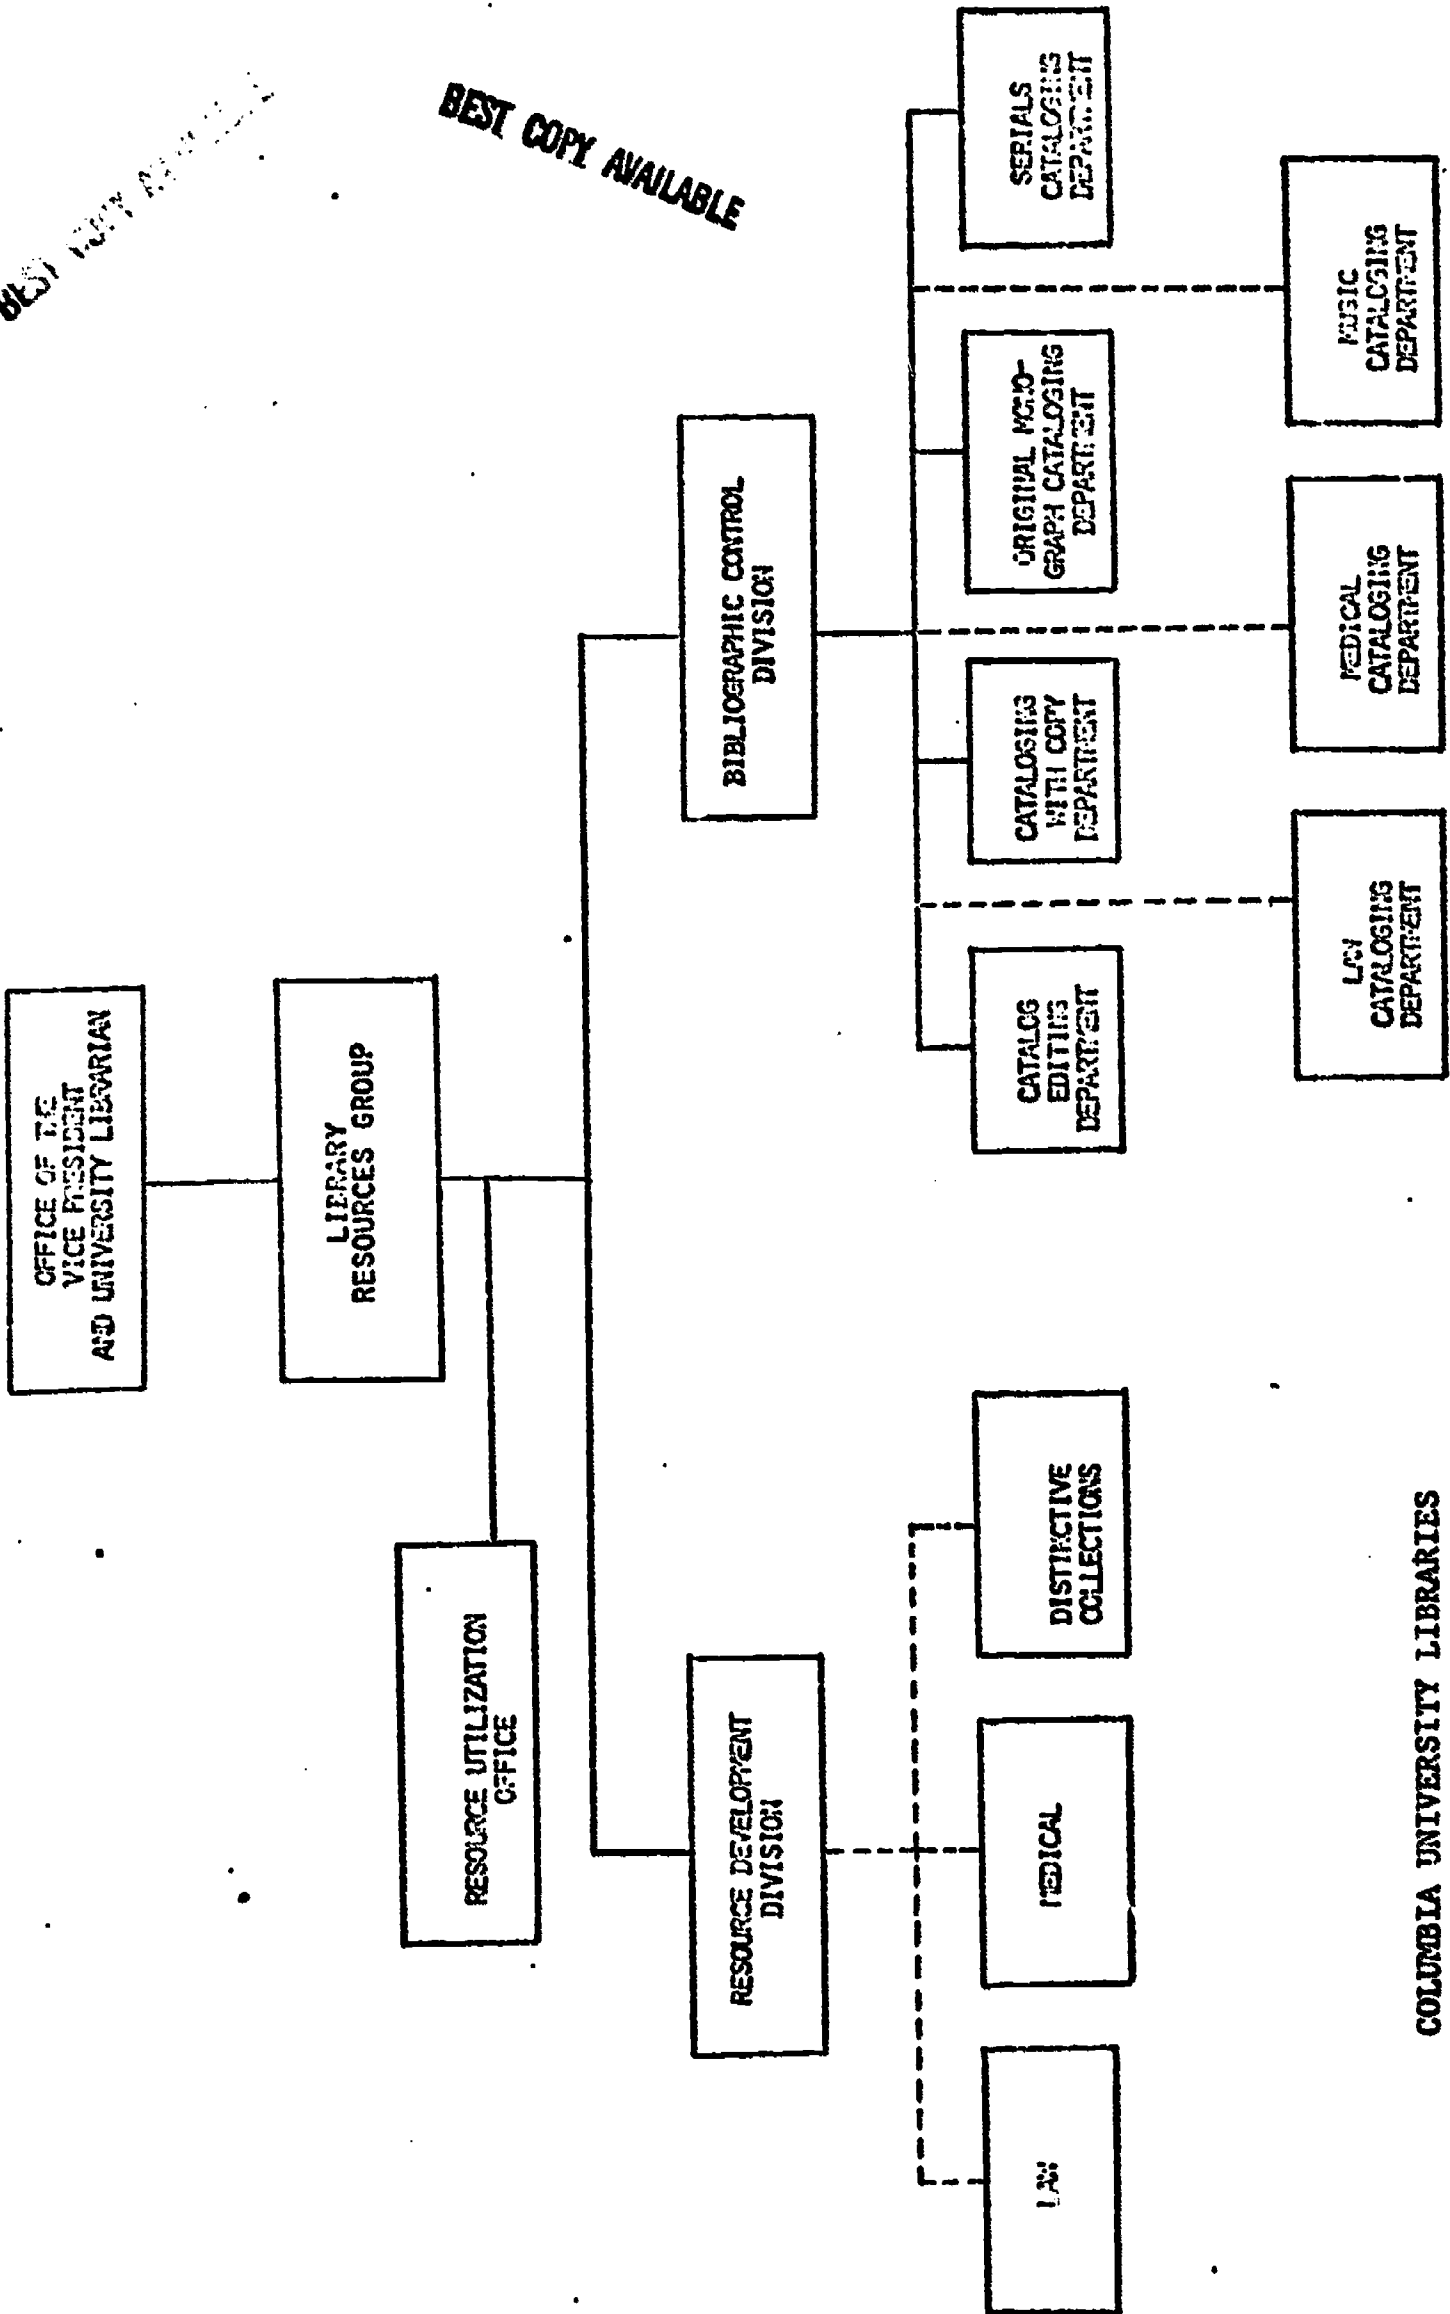 BEST COPY AVAILABLE
OFFICE OF THE
VICE PRESIDENT
AND UNIVERSITY LIBRARIAN
LIBRARY
RESOURCES GROUP
RESOURCE UTILIZATION
OFFICE
RESOURCE DEVELOPMENT
DIVISION
BIBLIOGRAPHIC CONTROL
DIVISION
LAW
MEDICAL
DISTINCTIVE
COLLECTIONS
CATALOG
EDITING
DEPARTMENT
CATALOGING
WITH COPY
DEPARTMENT
ORIGINAL MONO-
GRAPH CATALOGING
DEPARTMENT
SERIALS
CATALOGING
DEPARTMENT
LAW
CATALOGING
DEPARTMENT
MEDICAL
CATALOGING
DEPARTMENT
MUSIC
CATALOGING
DEPARTMENT
COLUMBIA UNIVERSITY LIBRARIES
BEST COPY